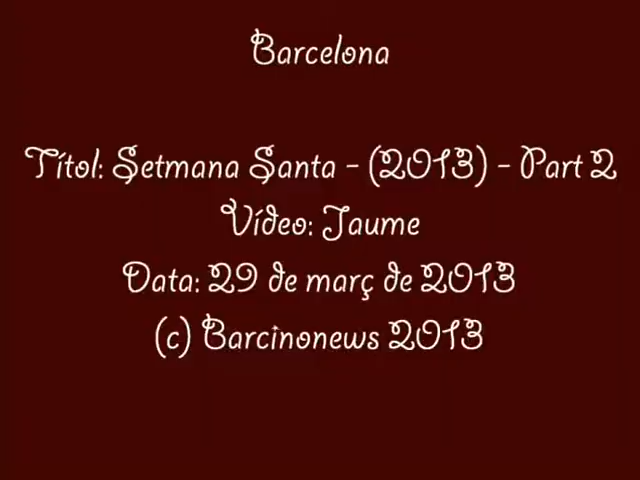 Barcelona
Títol: Setmana Santa - (2013) - Part 2
Vídeo: Jaume
Data: 29 de març de 2013
(c) Barcinonews 2013